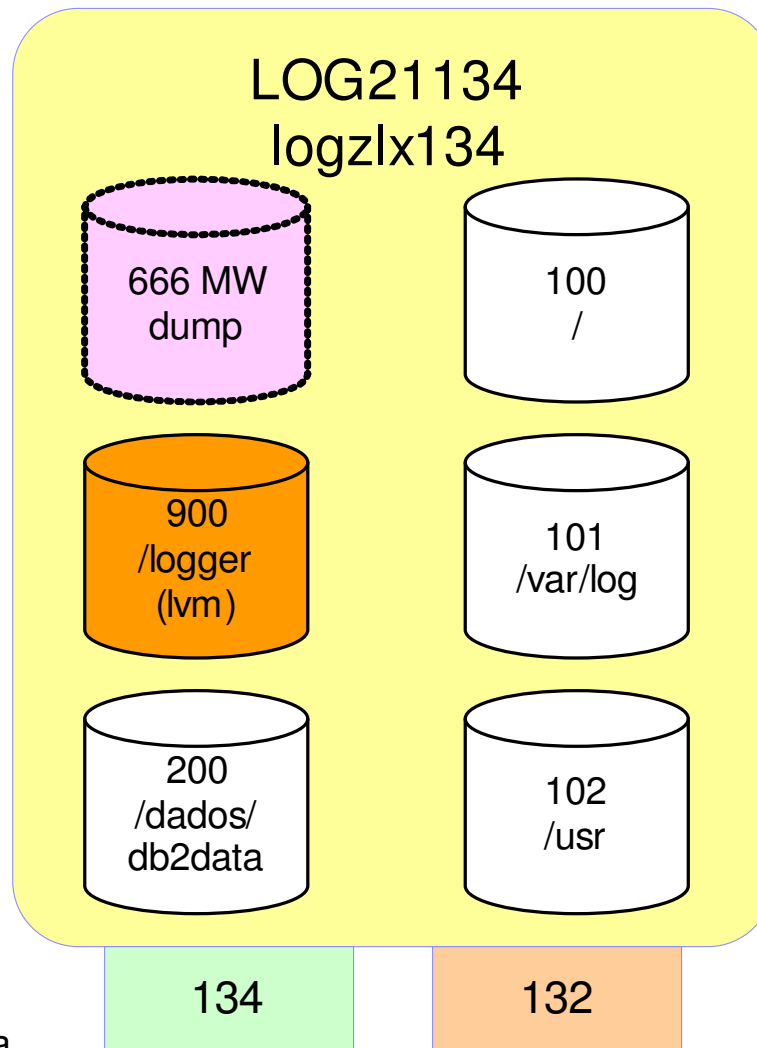 LOG21134
logzlx134
666 MW
dump
100
/
900
/logger
(lvm)
101
/var/log
200
/dados/
db2data
102
/usr
134
132
a